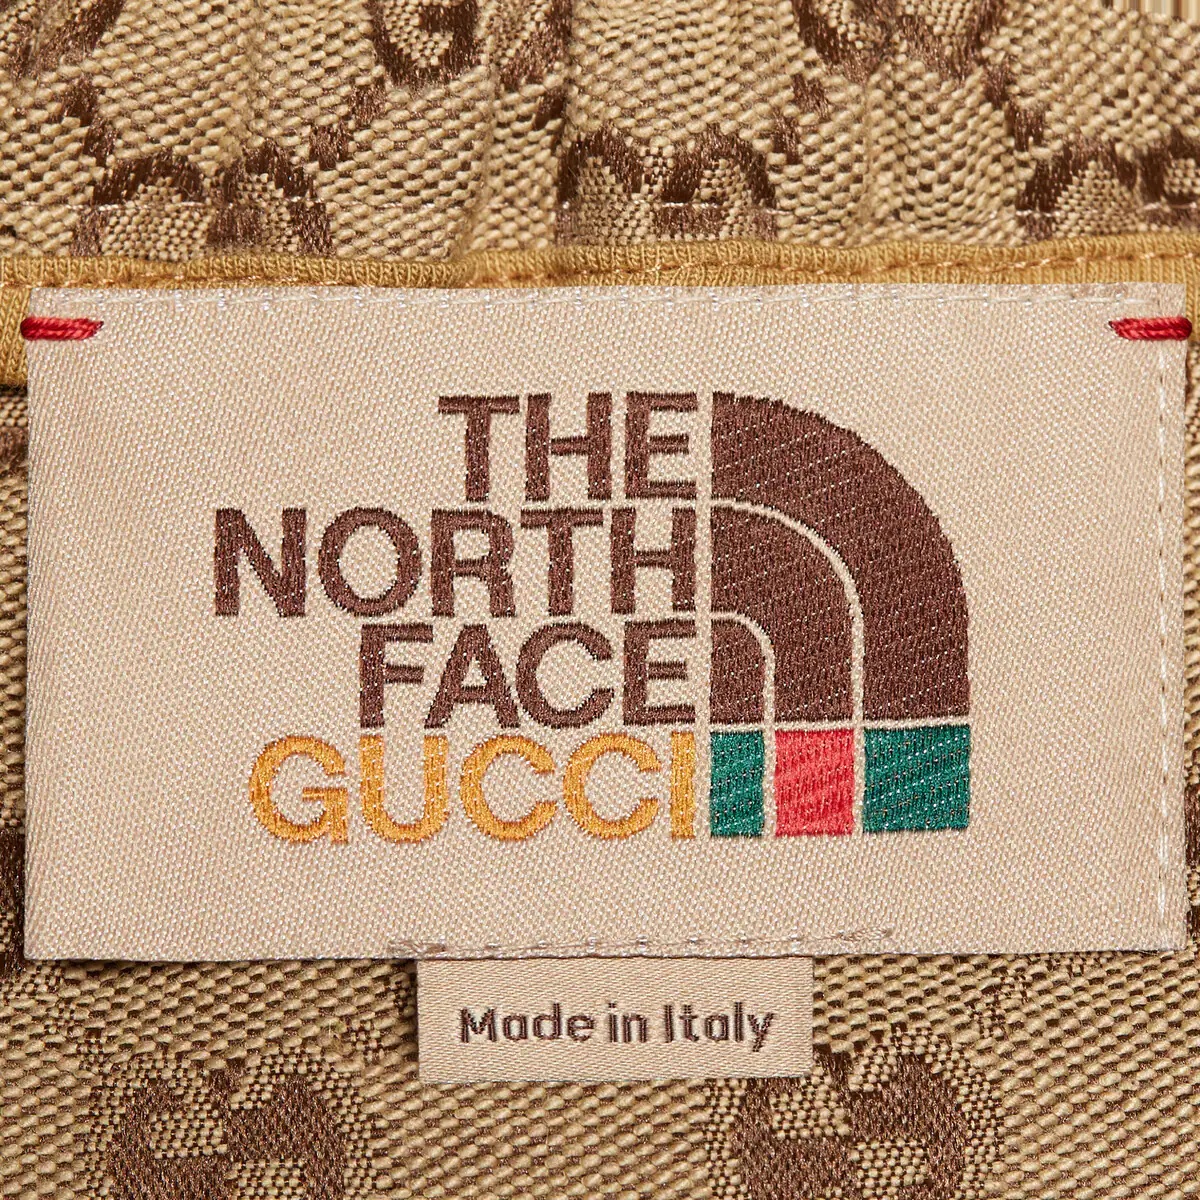 THE
NORTH
FACE
GUCCI
Made in Italy